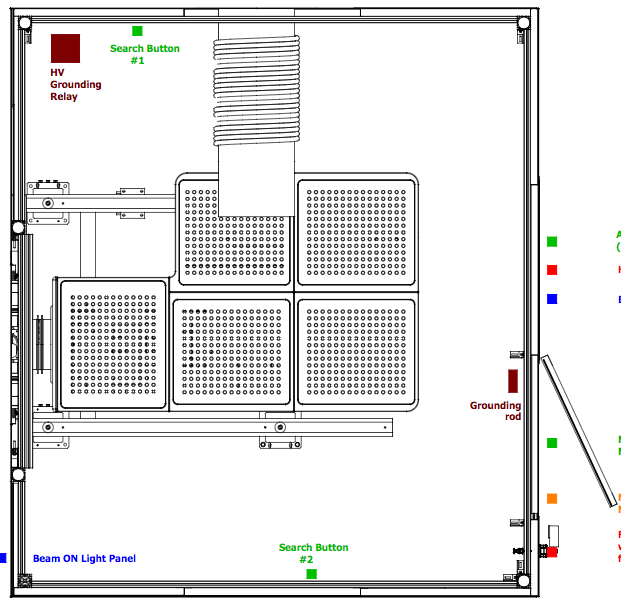 Search Button
#1
HV
Grounding
Relay
Grounding
rod
Search Button
#2
Beam ON Light Panel